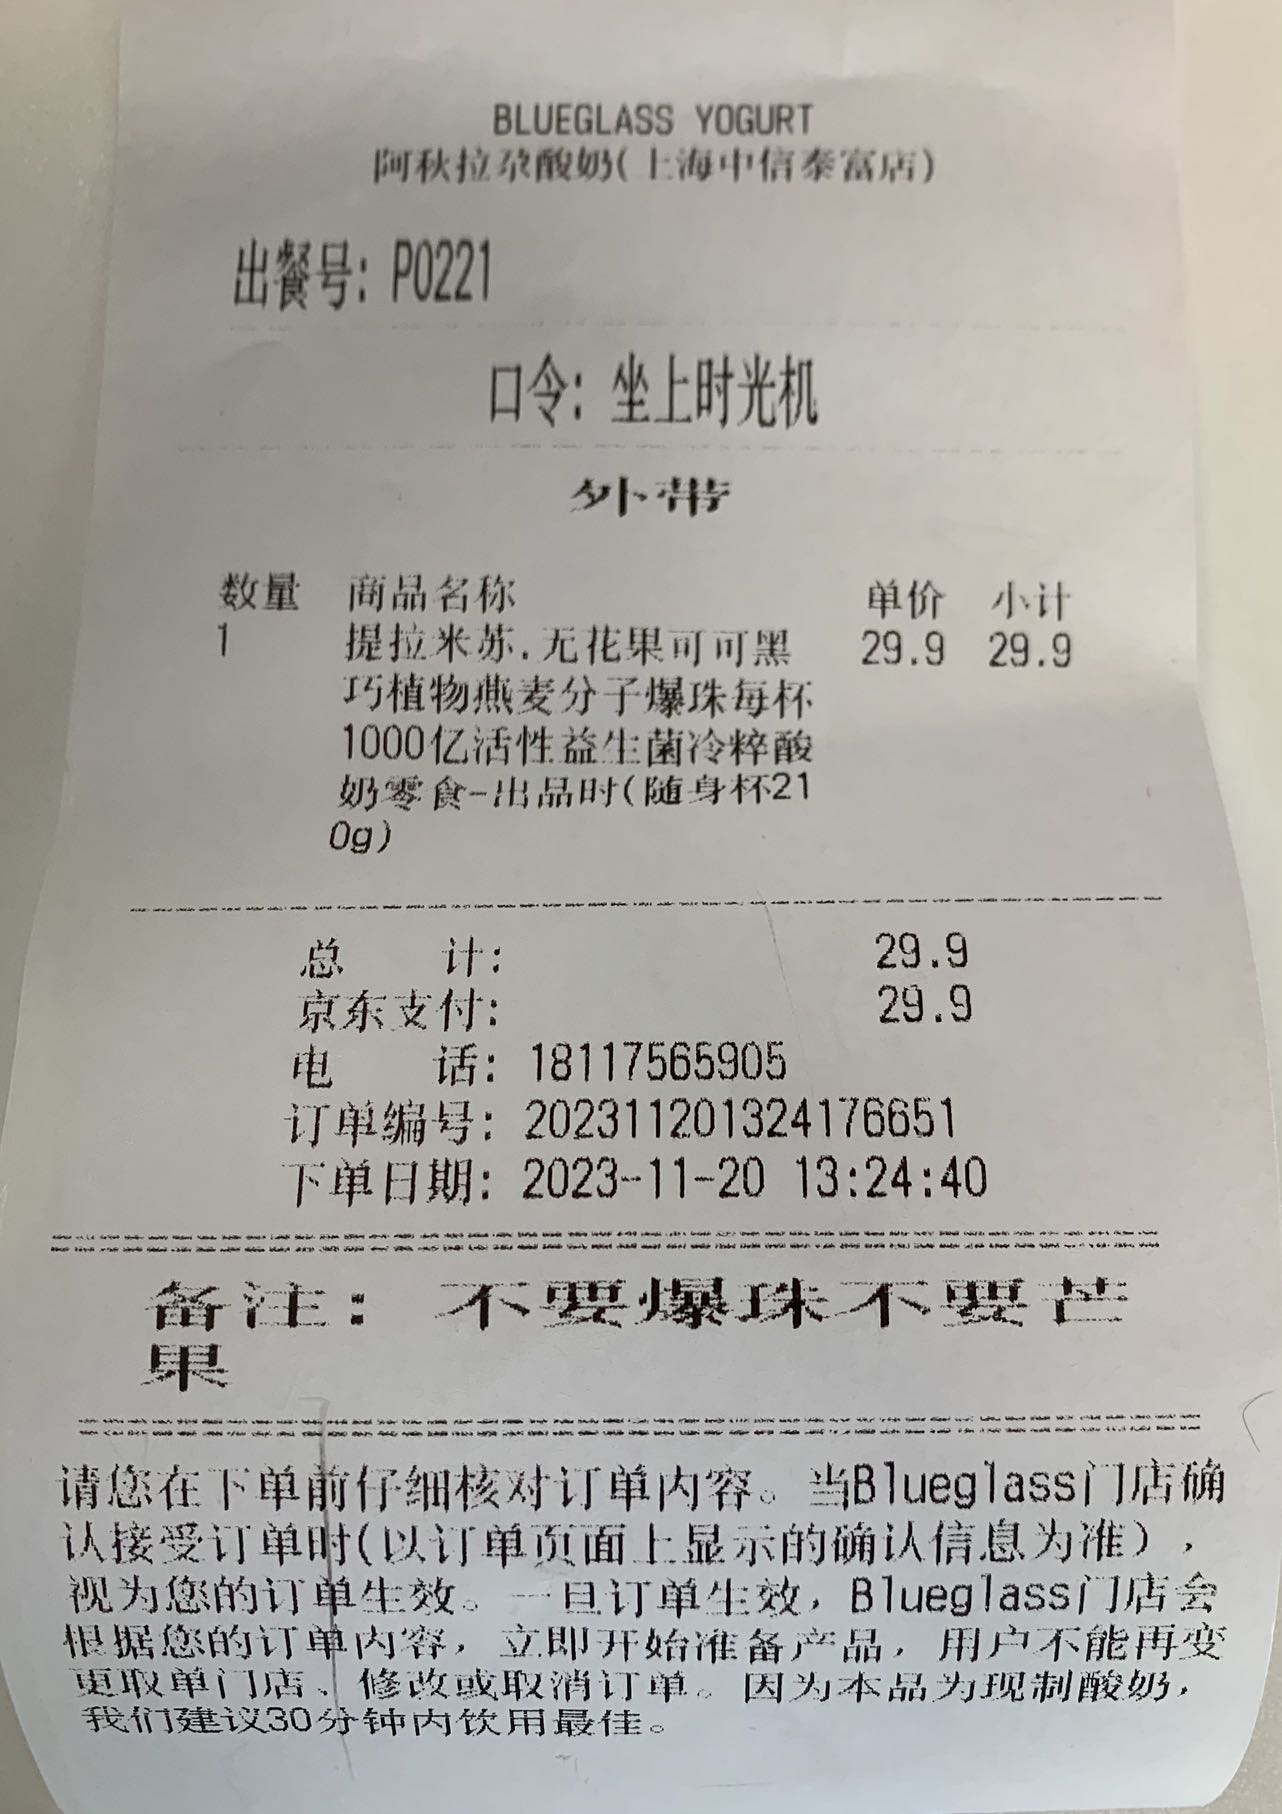 BLUEGLASS YOGURT
阿秋拉尕酸奶(上海中信泰富店)
出餐号: P0221
口令: 坐上时光机
外带
数量 商品名称 单价 小计
1 提拉米苏.无花果可可黑 29.9 29.9
巧植物燕麦分子爆珠每杯
1000亿活性益生菌冷粹酸
奶零食-出品时(随身杯21
0g)
总 计: 29.9
京东支付: 29.9
电 话: 18117565905
订单编号: 202311201324176651
下单日期: 2023-11-20 13:24:40
备注: 不要爆珠不要芒
果
请您在下单前仔细核对订单内容。当Blueglass门店确
认接受订单时(以订单页面上显示的确认信息为准),
视为您的订单生效。一旦订单生效, Blueglass门店会
根据您的订单内容, 立即开始准备产品, 用户不能再变
更取单门店、修改或取消订单。因为本品为现制酸奶,
我们建议30分钟内饮用最佳。